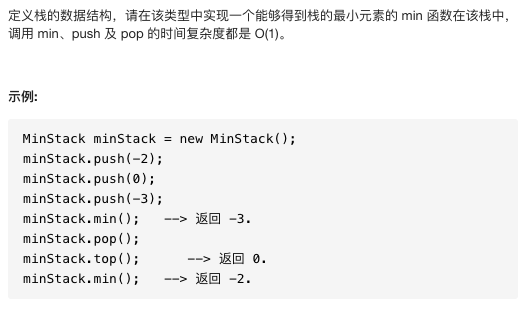 定义栈的数据结构，请在该类型中实现一个能够得到栈的最小元素的 min 函数在该栈中，
调用 min、push 及 pop 的时间复杂度都是 O(1)。
示例:
MinStack minStack = new MinStack();
minStack.push(-2);
minStack.push(0);
minStack.push(-3);
minStack.min();   --> 返回 -3.
minStack.pop();
minStack.top();      --> 返回 0.
minStack.min();   --> 返回 -2.